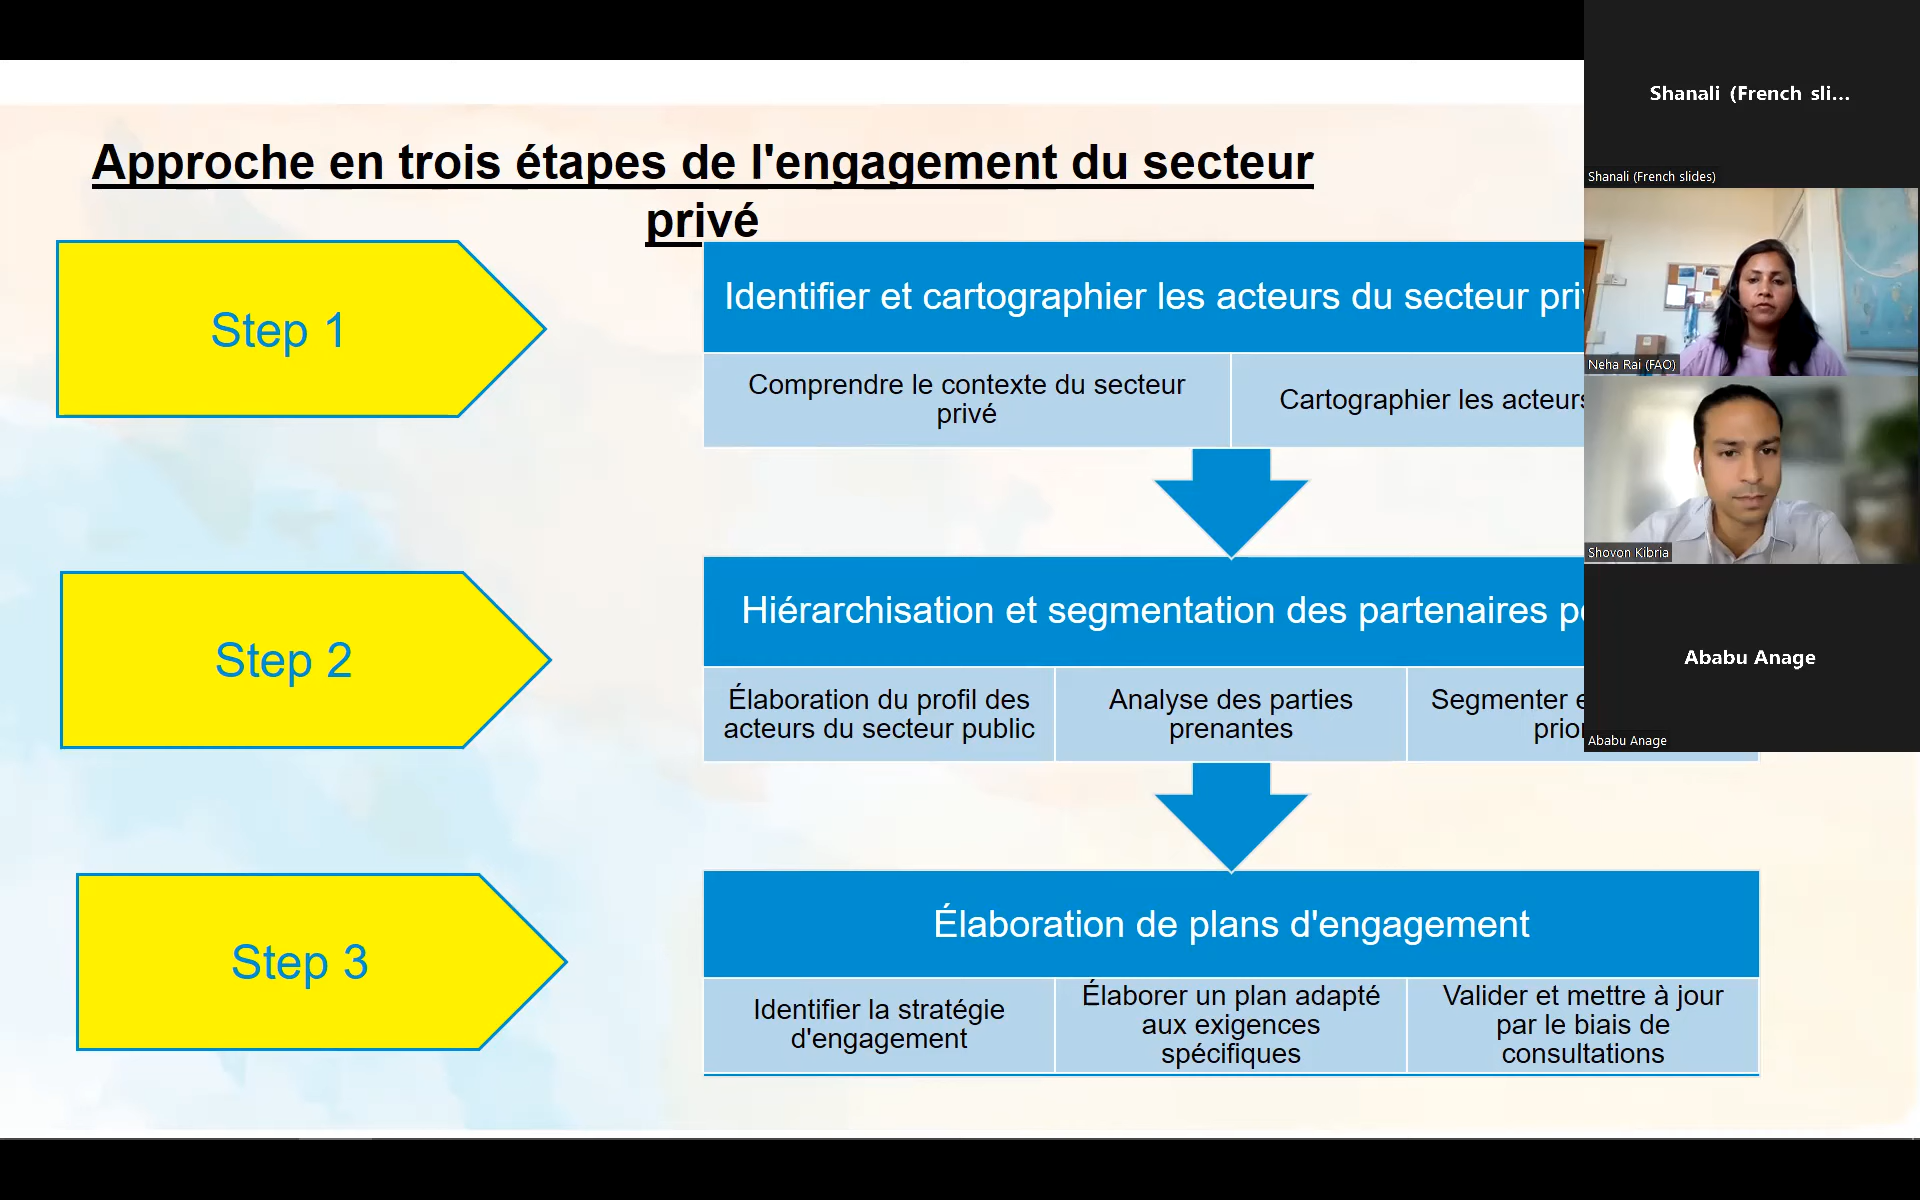 Approche en trois étapes de l'engagement du secteur
privé
Step 1
Identifier et cartographier les acteurs du secteur
Comprendre le contexte du secteur
privé
Cartographier les acteurs
Step 2
Hiérarchisation et segmentation des partenaires
Élaboration du profil des
acteurs du secteur public
Analyse des parties
prenantes
Segmenter
Step 3
Élaboration de plans d'engagement
Identifier la stratégie
d'engagement
Élaborer un plan adapté
aux exigences
spécifiques
Valider et mettre à jour
par le biais de
consultations
Shanali (French sli...
Shanali (French slides)
Neha Rai (FAO)
Shovon Kibria
Ababu Anage
Ababu Anage